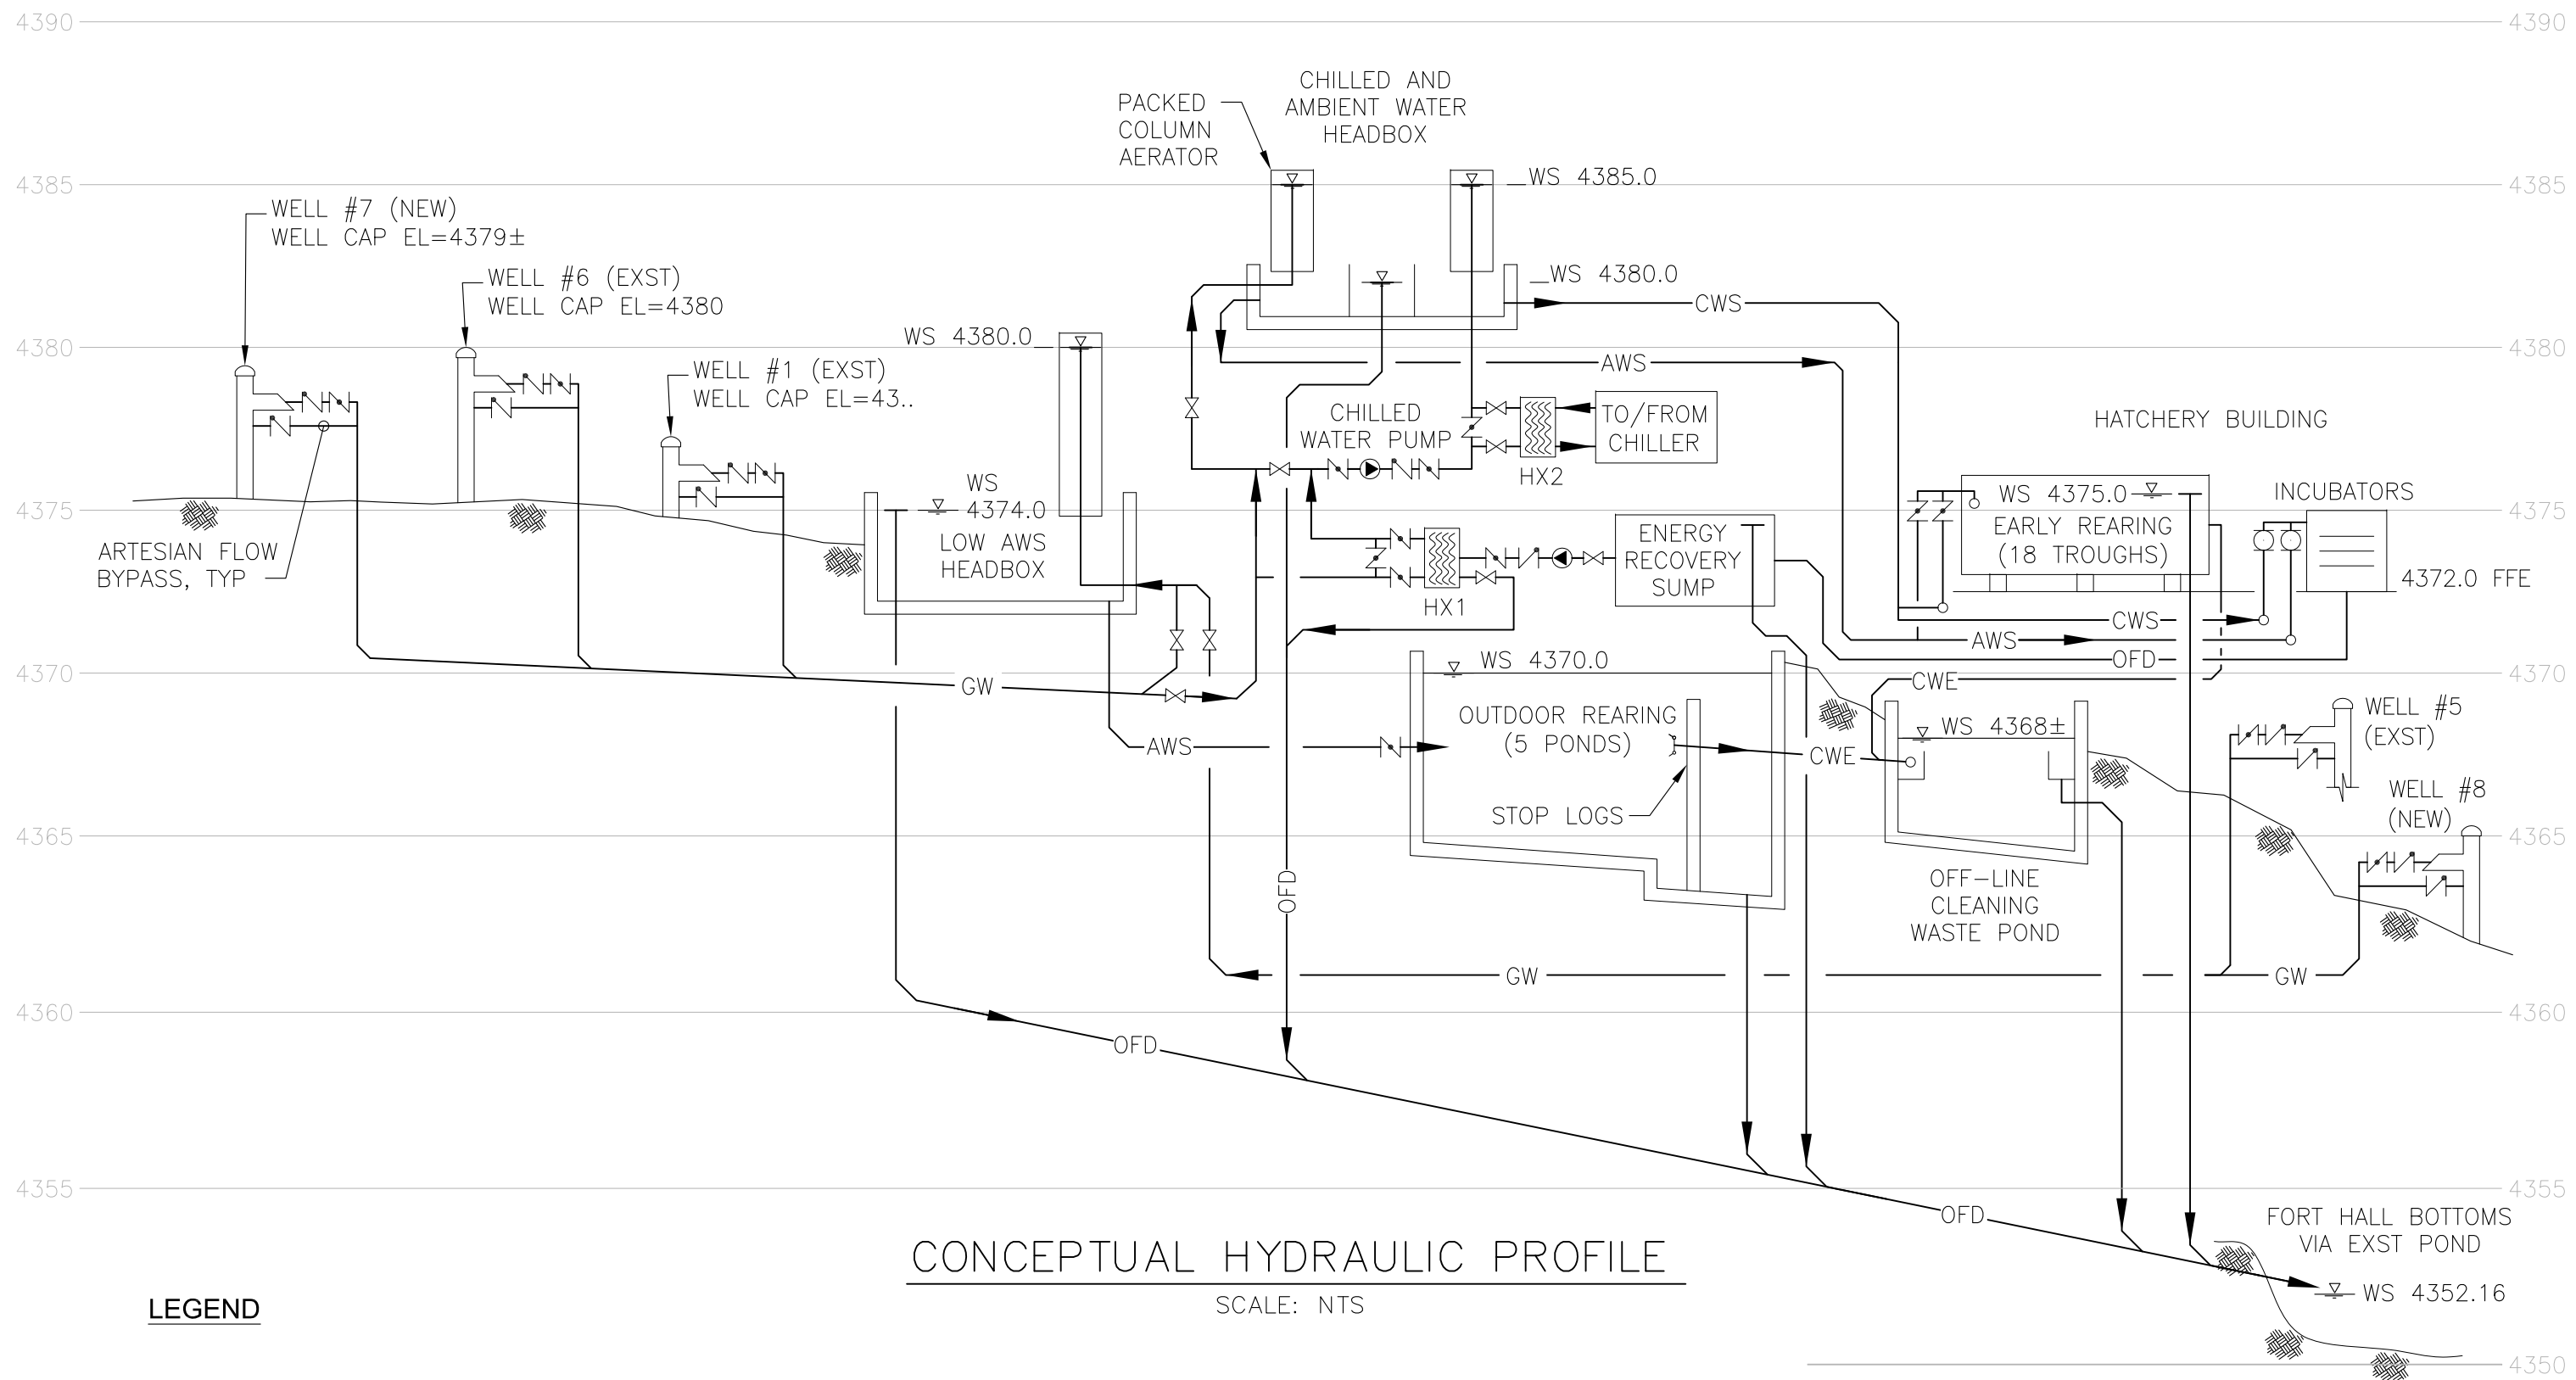 4390
4390
CHILLED AND
AMBIENT WATER
HEADBOX
PACKED
COLUMN
AERATOR
4385
WS 4385.0
4385
WELL #7 (NEW)
WELL CAP EL=4379±
WELL #6 (EXST)
WELL CAP EL=4380
WS 4380.0
CWS
WS 4380.0
4380
4380
WELL #1 (EXST)
WELL CAP EL=43..
AWS
CHILLED
WATER PUMP
TO/FROM
CHILLER
HX2
HATCHERY BUILDING
4375
WS
4374.0
LOW AWS
HEADBOX
WS 4375.0
EARLY REARING
(18 TROUGHS)
INCUBATORS
4375
ARTESIAN FLOW
BYPASS, TYP
ENERGY
RECOVERY
SUMP
HX1
4372.0 FFE
CWS
AWS
OFD
4370
GW
WS 4370.0
CWE
4370
OUTDOOR REARING
(5 PONDS)
WS 4368±
WELL #5
(EXST)
AWS
CWE
WELL #8
(NEW)
STOP LOGS
4365
4365
OFD
OFF-LINE
CLEANING
WASTE POND
GW
GW
4360
4360
OFD
4355
4355
OFD
FORT HALL BOTTOMS
VIA EXST POND
WS 4352.16
CONCEPTUAL HYDRAULIC PROFILE
SCALE: NTS
LEGEND
4350